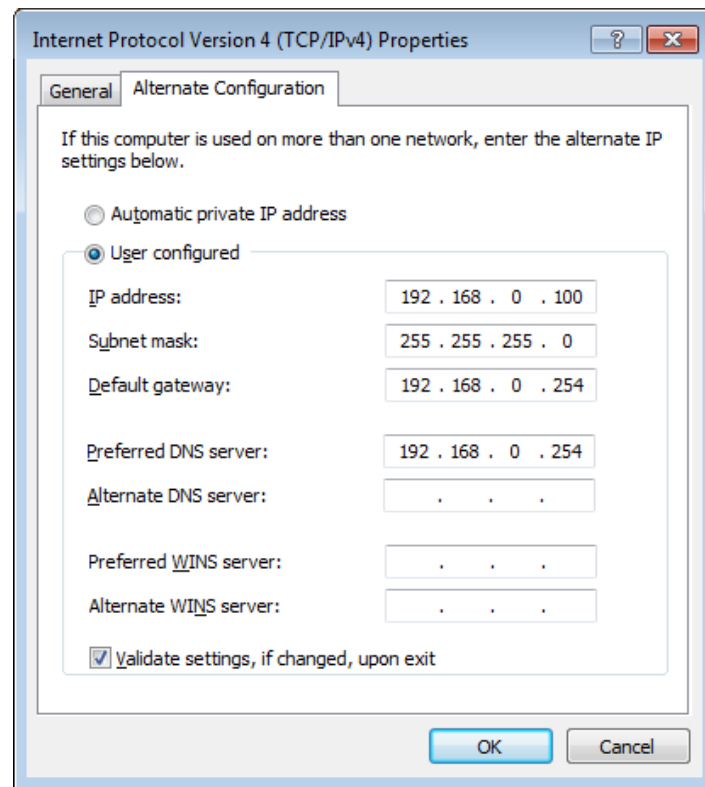 Internet Protocol Version 4 (TCP/IPv4) Properties
?
General
Alternate Configuration
If this computer is used on more than one network, enter the alternate IP
settings below.
Automatic private IP address
User configured
IP address: 192 . 168 . 0 . 100
Subnet mask: 255 . 255 . 255 . 0
Default gateway: 192 . 168 . 0 . 254
Preferred DNS server: 192 . 168 . 0 . 254
Alternate DNS server: . . .
Preferred WINS server: . . .
Alternate WINS server: . . .
Validate settings, if changed, upon exit
OK Cancel